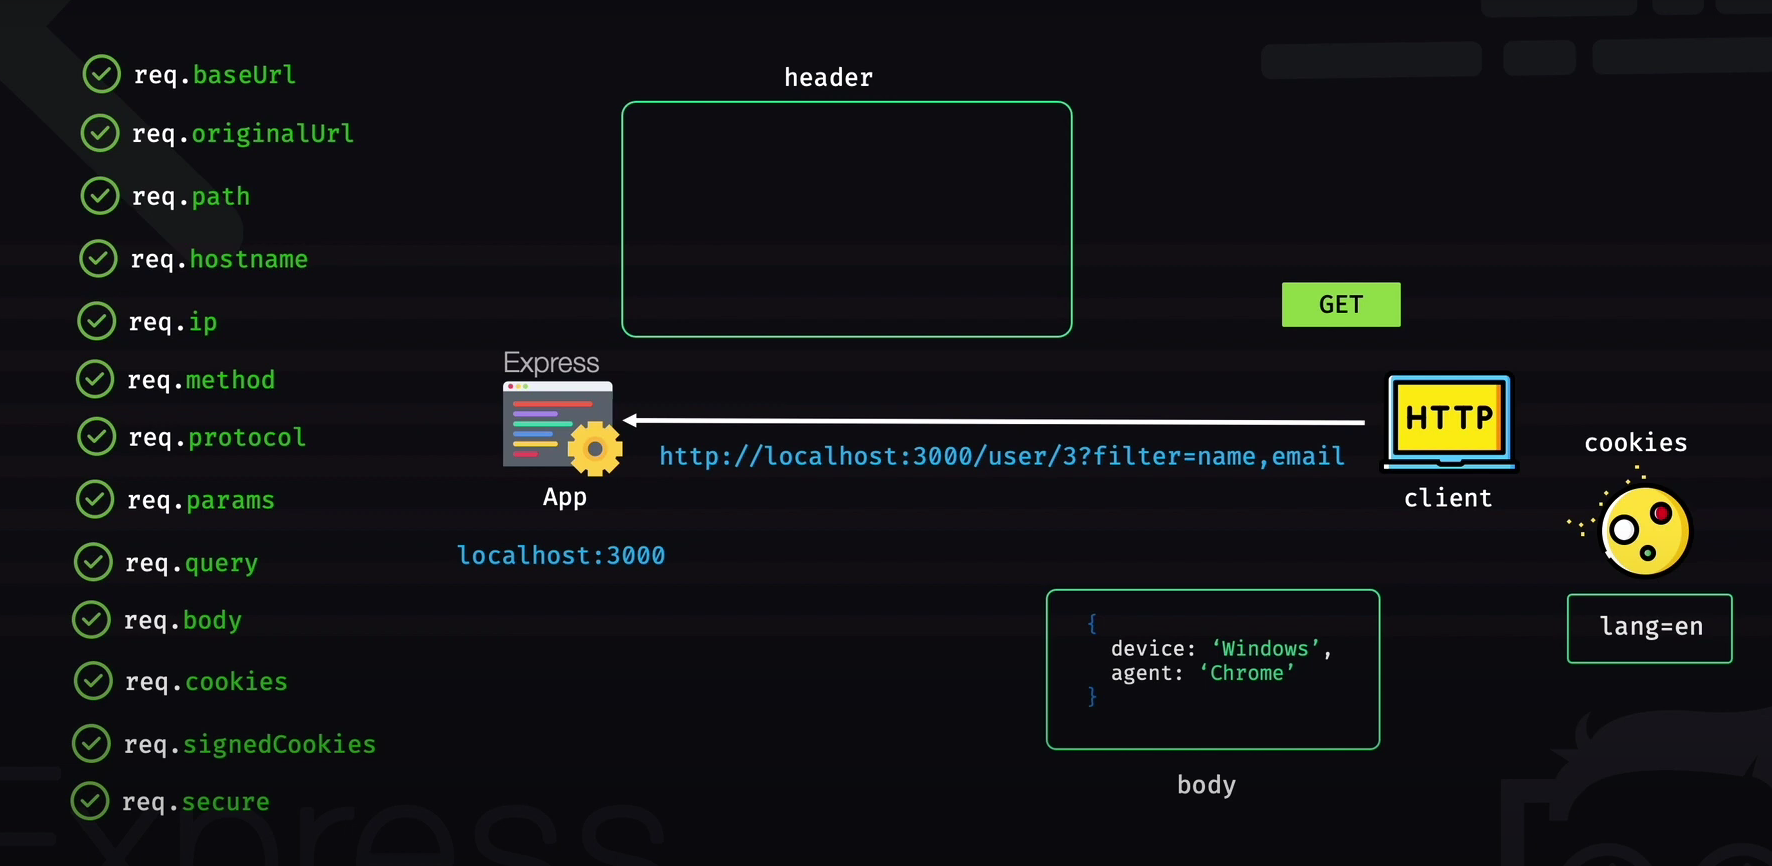 req.baseUrl
req.originalUrl
req.path
req.hostname
req.ip
req.method
req.protocol
req.params
req.query
req.body
req.cookies
req.signedCookies
req.secure
header
GET
Express
HTTP
http://localhost:3000/user/3?filter=name,email
App
client
localhost:3000
cookies
lang=en
{
device: ‘Windows’,
agent: ‘Chrome’
}
body
Express